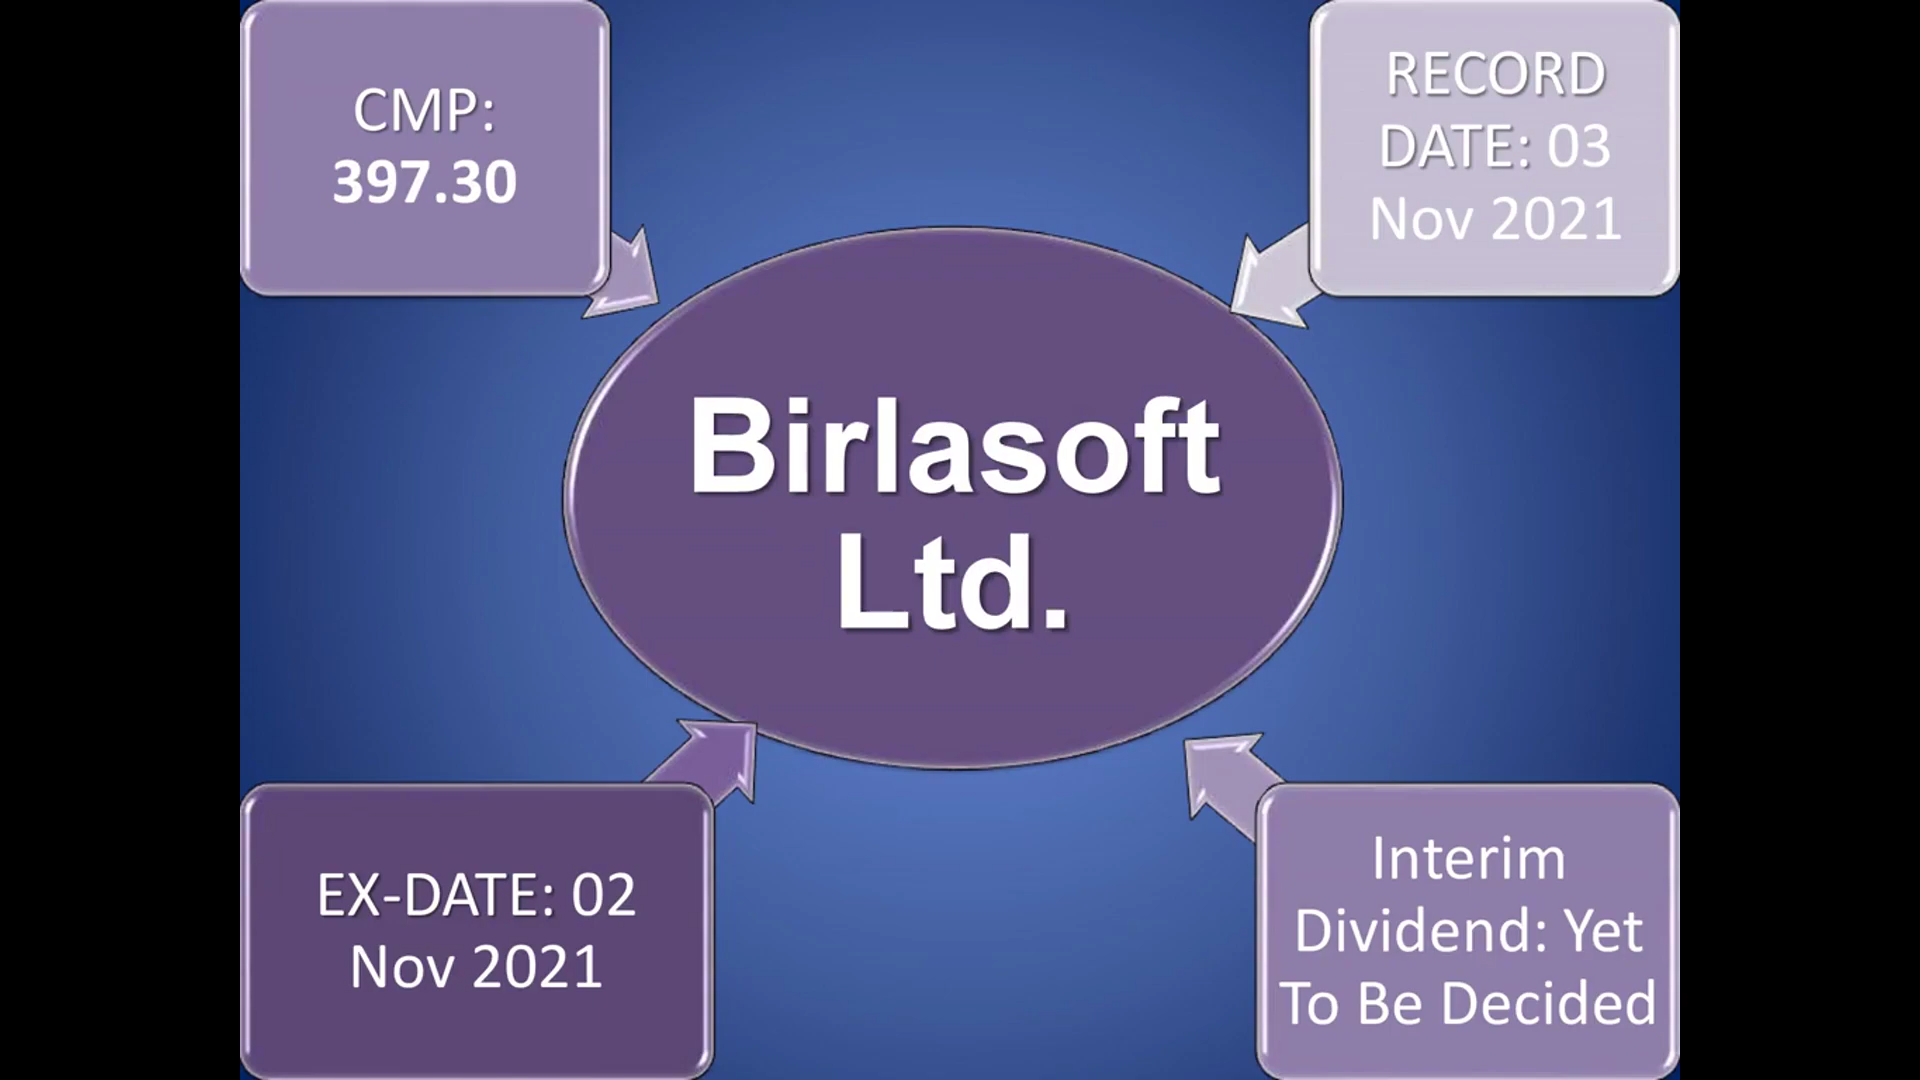 CMP:
397.30
RECORD
DATE: 03
Nov 2021
Birlasoft
Ltd.
EX-DATE: 02
Nov 2021
Interim
Dividend: Yet
To Be Decided